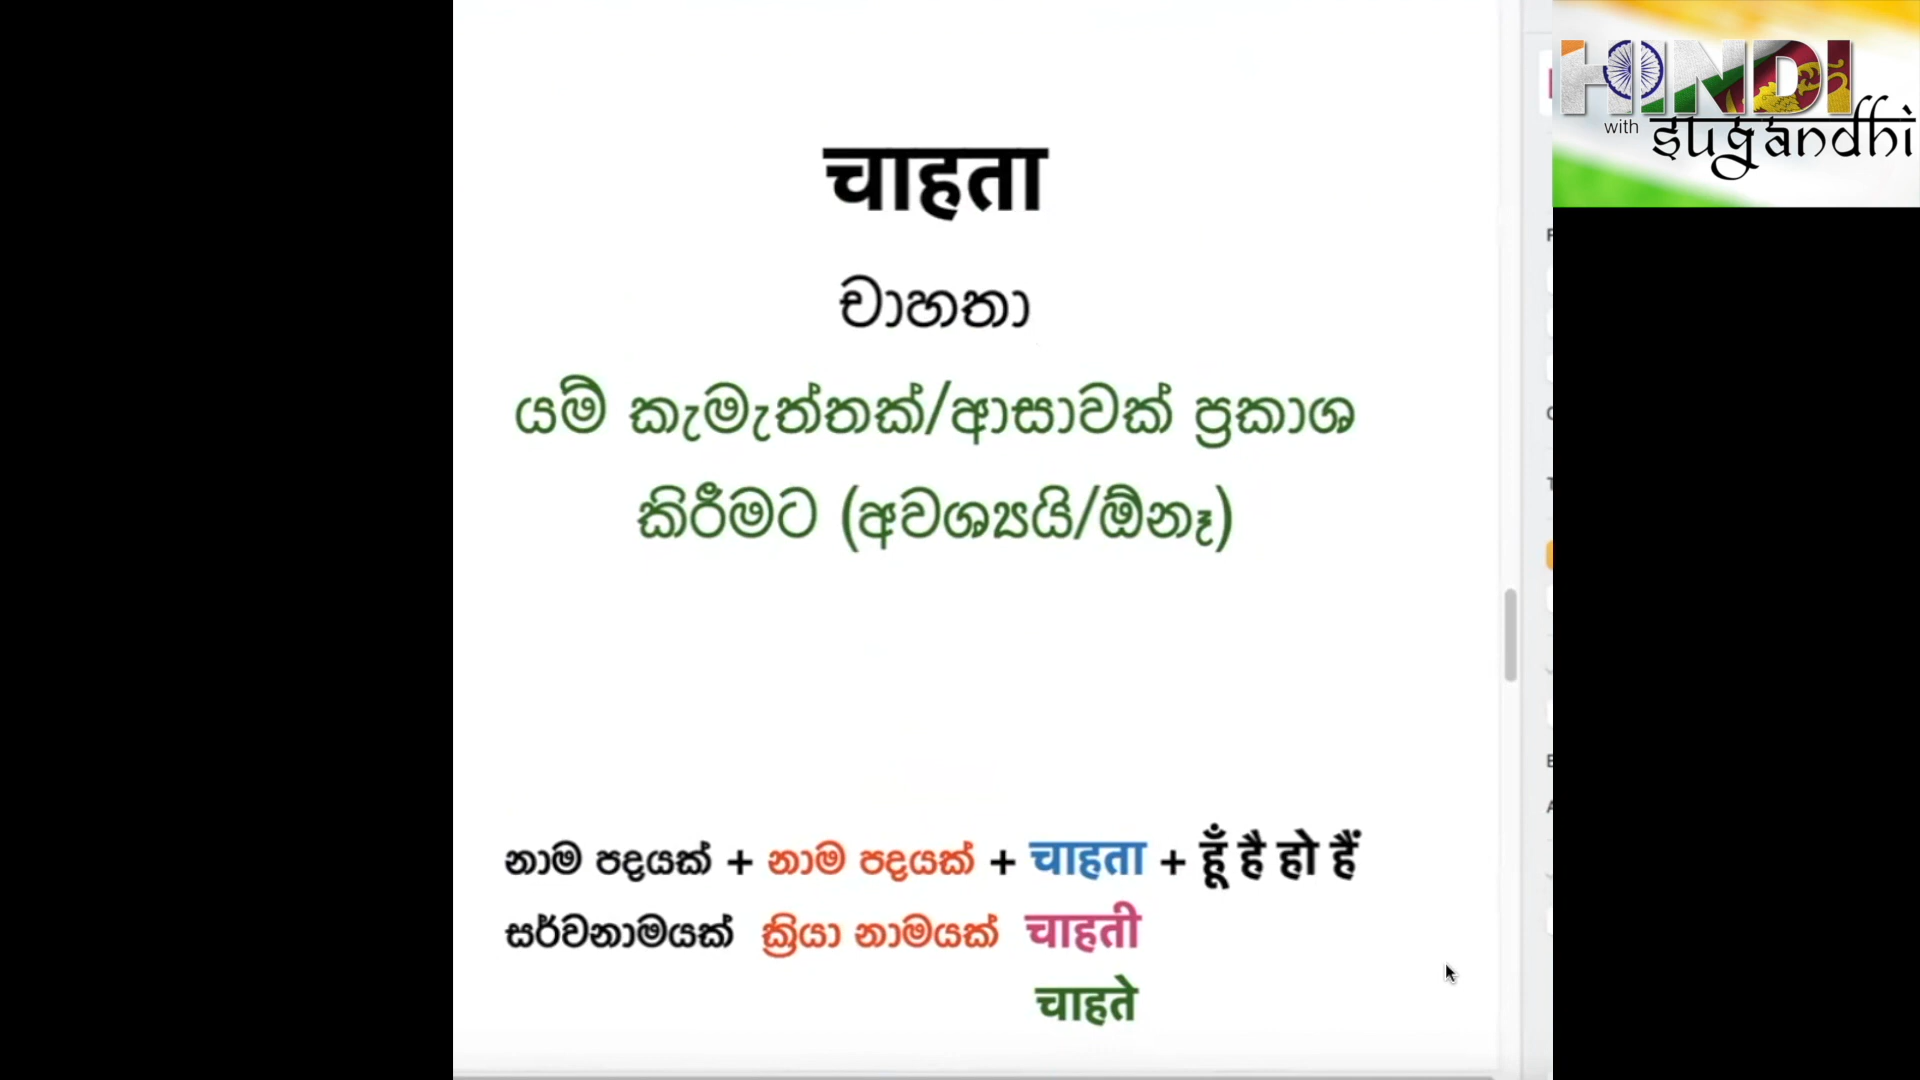 HINDI
with sugandhi
चाहता
චාහතා
යම් කැමැත්තක්/ආසාවක් ප්‍රකාශ
කිරීමට (අවශ්‍යයි/ඕනෑ)
නාම පදයක් + නාම පදයක් + चाहता + हूँ है हो हैं
සර්වනාමයක් ක්‍රියා නාමයක් चाहती
चाहते